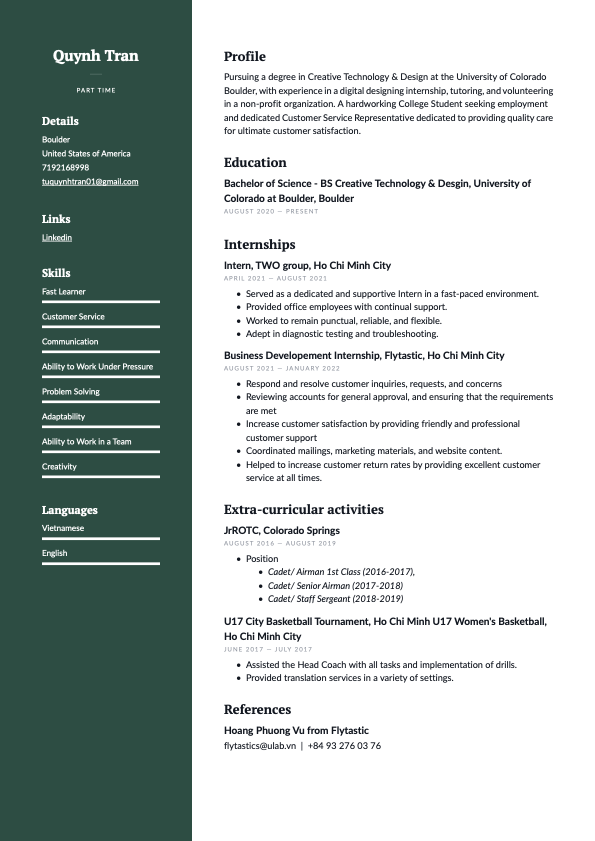 Quynh Tran
PART TIME
Details
Boulder
United States of America
7192168998
tuquynhtran01@gmail.com
Links
Linkedin
Skills
Fast Learner
Customer Service
Communication
Ability to Work Under Pressure
Problem Solving
Adaptability
Ability to Work in a Team
Creativity
Languages
Vietnamese
English
Profile
Pursuing a degree in Creative Technology & Design at the University of Colorado
Boulder, with experience in a digital designing internship, tutoring, and volunteering
in a non-profit organization. A hardworking College Student seeking employment
and dedicated Customer Service Representative dedicated to providing quality care
for ultimate customer satisfaction.
Education
Bachelor of Science - BS Creative Technology & Desgin, University of
Colorado at Boulder, Boulder
AUGUST 2020 — PRESENT
Internships
Intern, TWO group, Ho Chi Minh City
APRIL 2021 — AUGUST 2021
• Served as a dedicated and supportive Intern in a fast-paced environment.
• Provided office employees with continual support.
• Worked to remain punctual, reliable, and flexible.
• Adept in diagnostic testing and troubleshooting.
Business Developement Internship, Flytastic, Ho Chi Minh City
AUGUST 2021 — JANUARY 2022
• Respond and resolve customer inquiries, requests, and concerns
• Reviewing accounts for general approval, and ensuring that the requirements
are met
• Increase customer satisfaction by providing friendly and professional
customer support
• Coordinated mailings, marketing materials, and website content.
• Helped to increase customer return rates by providing excellent customer
service at all times.
Extra-curricular activities
JrROTC, Colorado Springs
AUGUST 2016 — AUGUST 2019
• Position
• Cadet/ Airman 1st Class (2016-2017),
• Cadet/ Senior Airman (2017-2018)
• Cadet/ Staff Sergeant (2018-2019)
U17 City Basketball Tournament, Ho Chi Minh U17 Women's Basketball,
Ho Chi Minh City
JUNE 2017 — JULY 2017
• Assisted the Head Coach with all tasks and implementation of drills.
• Provided translation services in a variety of settings.
References
Hoang Phuong Vu from Flytastic
flytastics@ulab.vn | +84 93 276 03 76